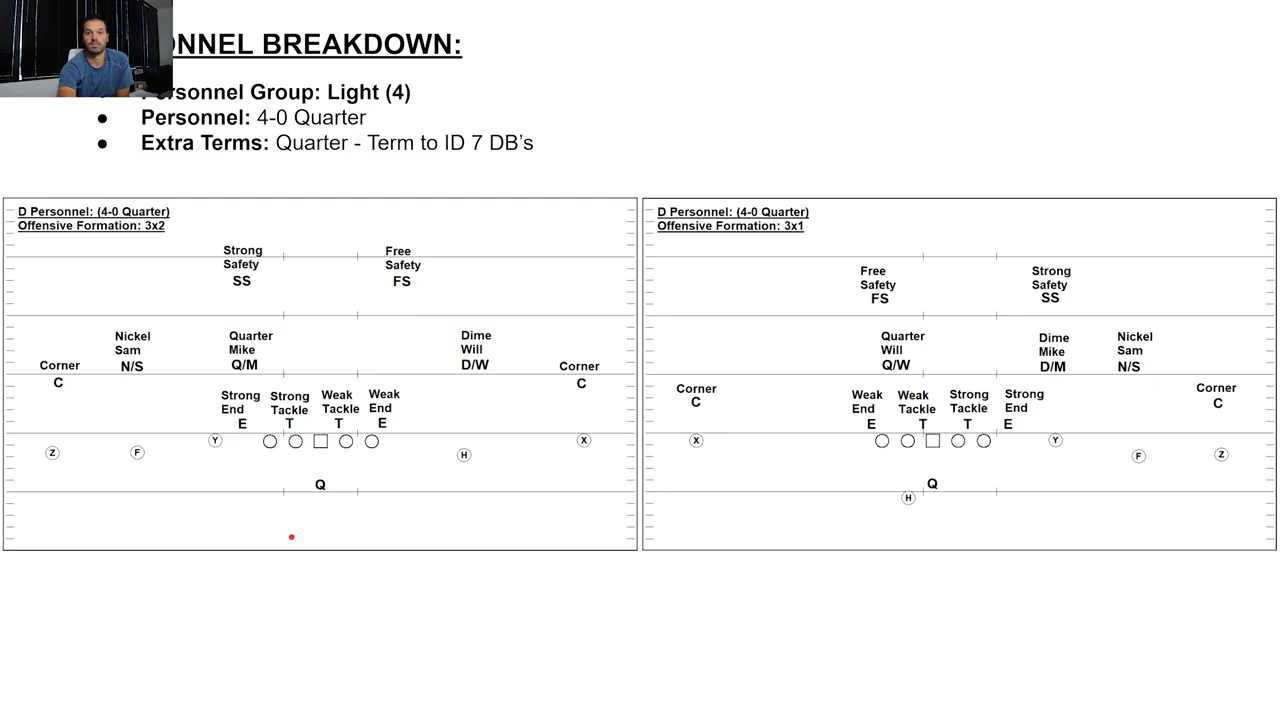 ONNEL BREAKDOWN:
ersonnel Group: Light (4)
● Personnel: 4-0 Quarter
● Extra Terms: Quarter - Term to ID 7 DB's
D Personnel: (4-0 Quarter)
Offensive Formation: 3x2
Strong
Safety
SS
Free
Safety
FS
Nickel
Sam
N/S
Quarter
Mike
Q/M
Dime
Will
D/W
Corner
C
Corner
C
Strong
End
E
Strong
Tackle
T
Weak
Tackle
T
Weak
End
E
Z
F
Y
H
X
Q
D Personnel: (4-0 Quarter)
Offensive Formation: 3x1
Free
Safety
FS
Strong
Safety
SS
Quarter
Will
Q/W
Dime
Mike
D/M
Nickel
Sam
N/S
Corner
C
Corner
C
Weak
End
E
Weak
Tackle
T
Strong
Tackle
T
Strong
End
E
X
Y
F
Z
Q
H